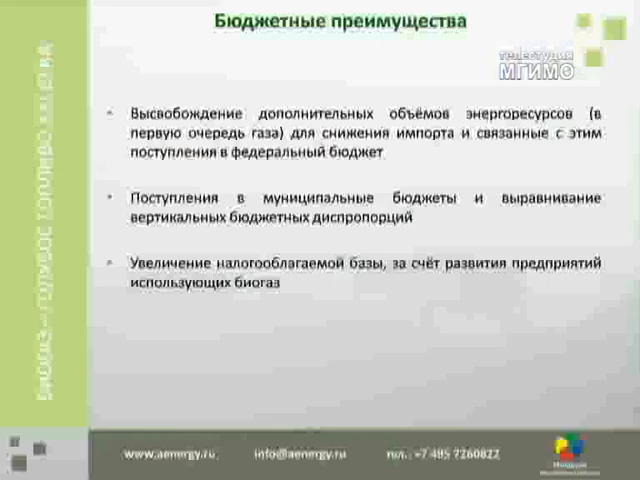 Бюджетные преимущества
ТЕЛЕСТУДИЯ
МГИМО
Высвобождение дополнительных объёмов энергоресурсов (в
первую очередь газа) для снижения импорта и связанные с этим
поступления в федеральный бюджет
Поступления в муниципальные бюджеты и выравнивание
вертикальных бюджетных диспропорций
Увеличение налогооблагаемой базы, за счёт развития предприятий
использующих биогаз
www.aenergy.ru info@aenergy.ru тел.: +7 495 7260822